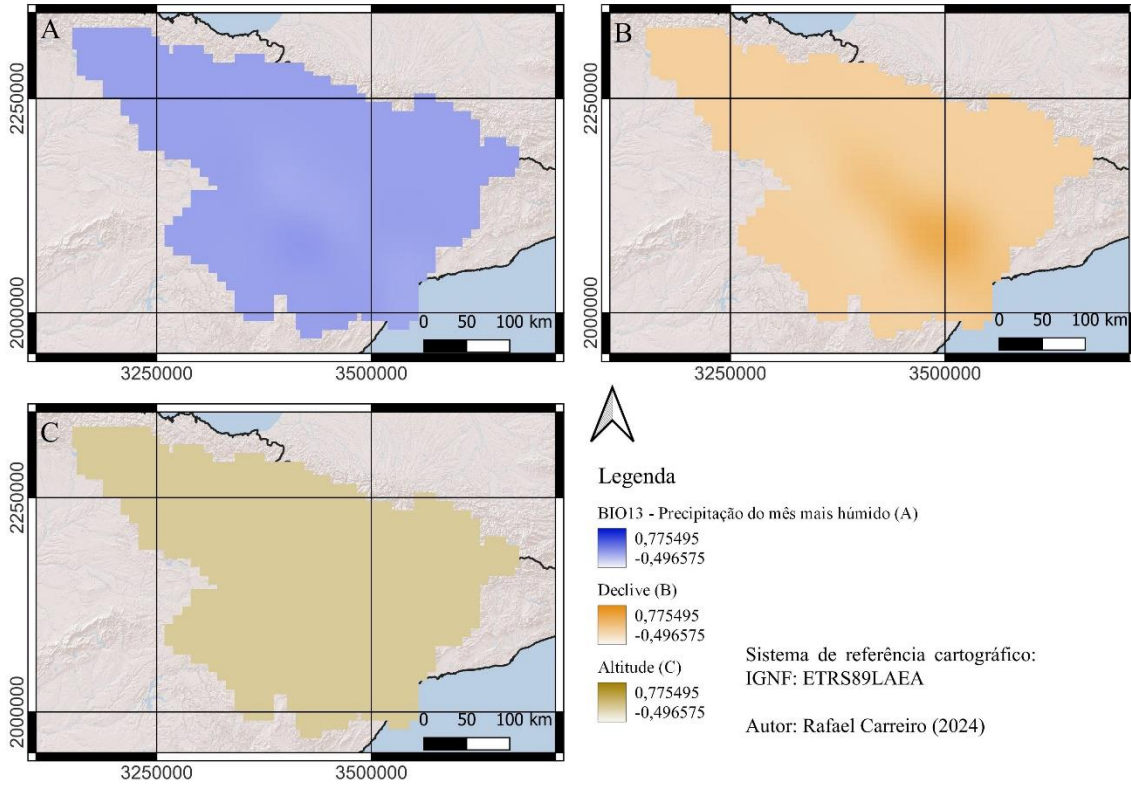 A
2250000
2000000
0 50 100 km
3250000 3500000
B
2250000
2000000
0 50 100 km
3250000 3500000
C
2250000
2000000
0 50 100 km
3250000 3500000
Legenda
BIO13 - Precipitação do mês mais húmido (A)
0,775495
-0,496575
Declive (B)
0,775495
-0,496575
Altitude (C)
0,775495
-0,496575
Sistema de referência cartográfico:
IGNF: ETRS89LAEA
Autor: Rafael Carreiro (2024)